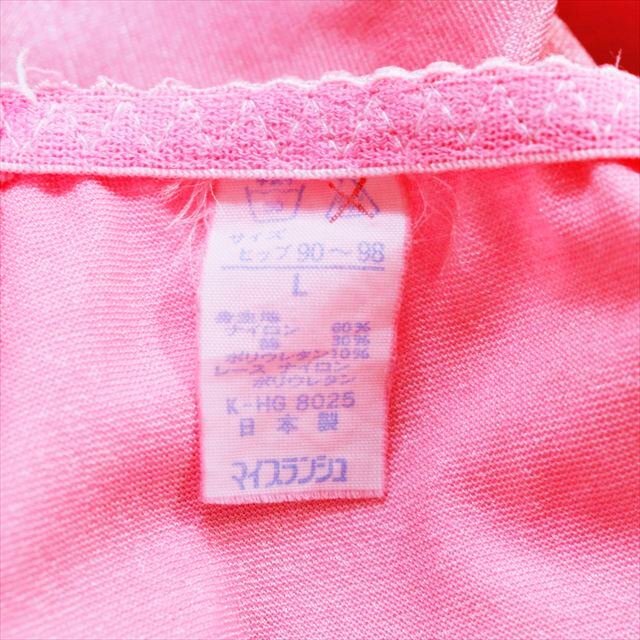 サイズ
ヒップ 90〜98
L
身生地
ナイロン 60%
綿 30%
ポリウレタン 10%
レース ナイロン
ポリウレタン
K-HG 8025
日本製
マイブランシュ